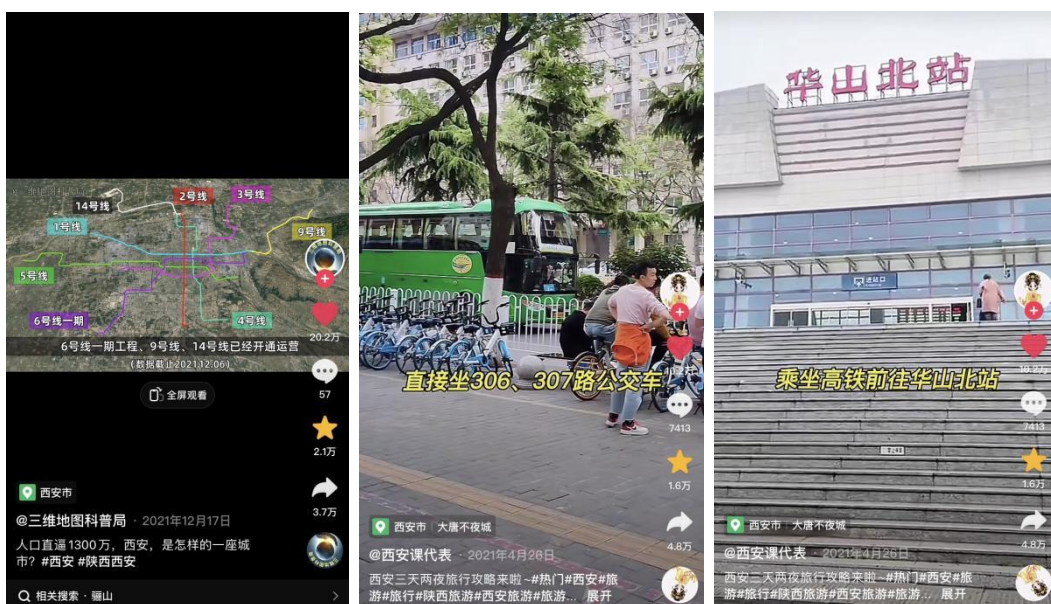 2号线
3号线
14号线
1号线
9号线
5号线
6号线一期
4号线
6号线一期工程、9号线、14号线已经开通运营
(数据截止2021.12.06)
20.2万
全屏观看
57
2.1万
西安市
3.7万
@三维地图科普局 · 2021年12月17日
人口直逼1300万，西安，是怎样的一座城
市？#西安 #陕西西安
相关搜索 · 骊山
直接坐306、307路公交车
7413
1.6万
西安市 | 大唐不夜城
4.8万
@西安课代表 · 2021年4月26日
西安三天两夜旅行攻略来啦~#热门#西安#旅
游#旅行#陕西旅游#西安旅游#旅游... 展开
华山北站
进站口
乘坐高铁前往华山北站
10.2万
7413
1.6万
西安市 | 大唐不夜城
4.8万
@西安课代表 · 2021年4月26日
西安三天两夜旅行攻略来啦~#热门#西安#旅
游#旅行#陕西旅游#西安旅游#旅游... 展开